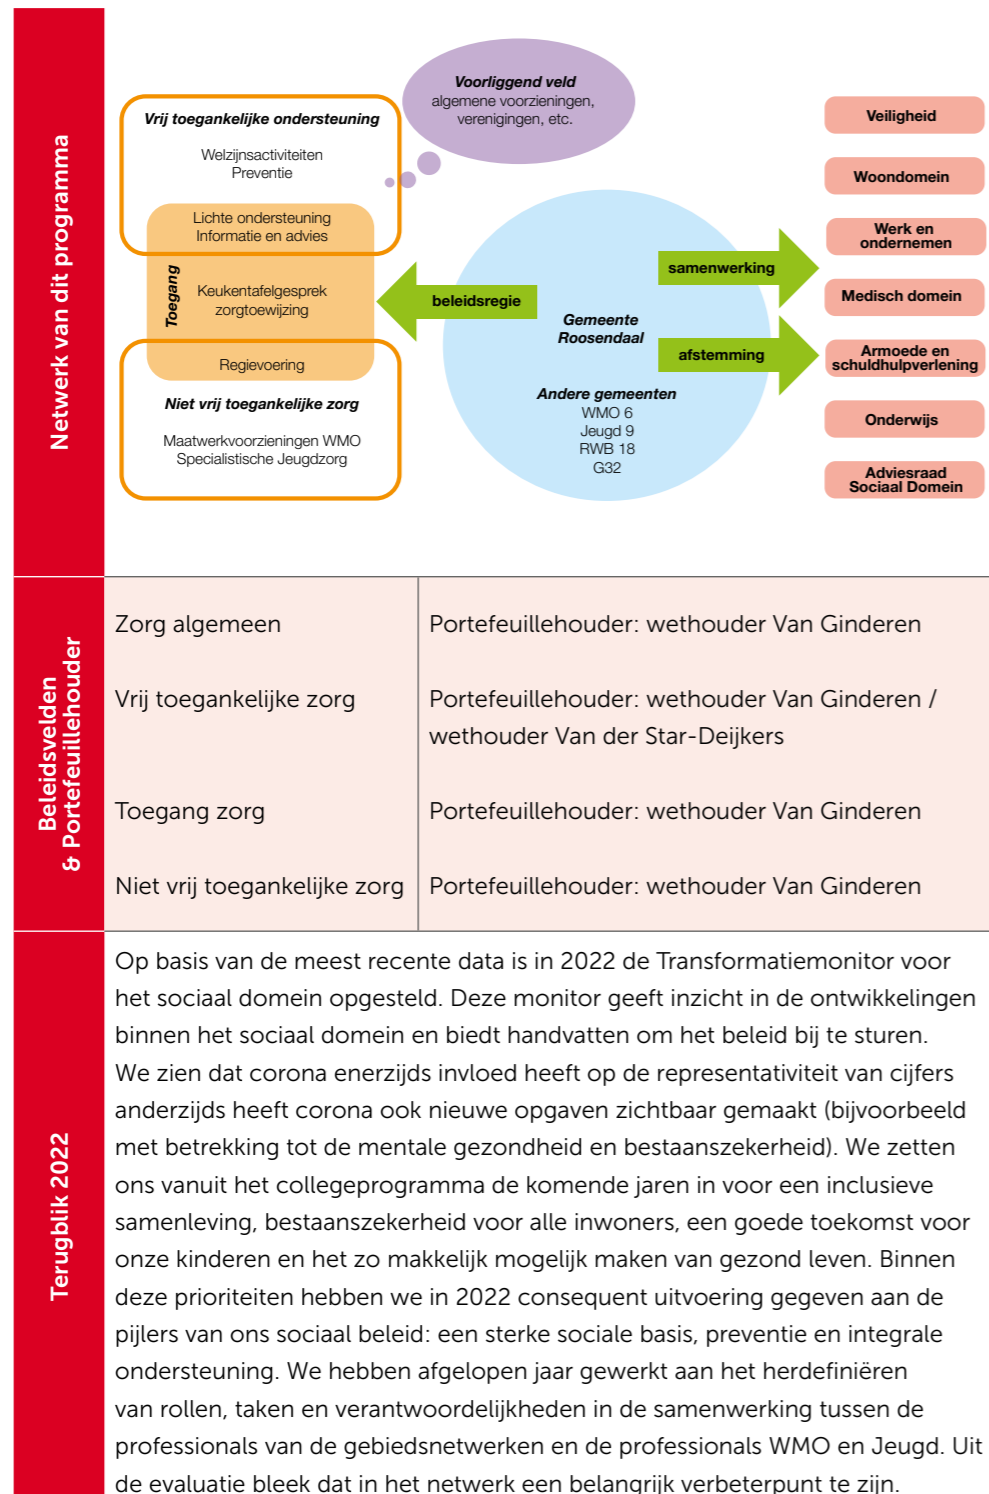 Netwerk van dit programma
Vrij toegankelijke ondersteuning
Welzijnsactiviteiten
Preventie
Lichte ondersteuning
Informatie en advies
Toegang
Keukentafelgesprek
zorgtoewijzing
Regievoering
Niet vrij toegankelijke zorg
Maatwerkvoorzieningen WMO
Specialistische Jeugdzorg
Voorliggend veld
algemene voorzieningen,
verenigingen, etc.
beleidsregie
Gemeente
Roosendaal
Andere gemeenten
WMO 6
Jeugd 9
RWB 18
G32
samenwerking
afstemming
Veiligheid
Woondomein
Werk en
ondernemen
Medisch domein
Armoede en
schuldhulpverlening
Onderwijs
Adviesraad
Sociaal Domein
Beleidsvelden
& Portefeuillehouder
Zorg algemeen
Portefeuillehouder: wethouder Van Ginderen
Vrij toegankelijke zorg
Portefeuillehouder: wethouder Van Ginderen /
wethouder Van der Star-Deijkers
Toegang zorg
Portefeuillehouder: wethouder Van Ginderen
Niet vrij toegankelijke zorg
Portefeuillehouder: wethouder Van Ginderen
Terugblik 2022
Op basis van de meest recente data is in 2022 de Transformatiemonitor voor
het sociaal domein opgesteld. Deze monitor geeft inzicht in de ontwikkelingen
binnen het sociaal domein en biedt handvatten om het beleid bij te sturen.
We zien dat corona enerzijds invloed heeft op de representativiteit van cijfers
anderzijds heeft corona ook nieuwe opgaven zichtbaar gemaakt (bijvoorbeeld
met betrekking tot de mentale gezondheid en bestaanszekerheid). We zetten
ons vanuit het collegeprogramma de komende jaren in voor een inclusieve
samenleving, bestaanszekerheid voor alle inwoners, een goede toekomst voor
onze kinderen en het zo makkelijk mogelijk maken van gezond leven. Binnen
deze prioriteiten hebben we in 2022 consequent uitvoering gegeven aan de
pijlers van ons sociaal beleid: een sterke sociale basis, preventie en integrale
ondersteuning. We hebben afgelopen jaar gewerkt aan het herdefiniëren
van rollen, taken en verantwoordelijkheden in de samenwerking tussen de
professionals van de gebiedsnetwerken en de professionals WMO en Jeugd. Uit
de evaluatie bleek dat in het netwerk een belangrijk verbeterpunt te zijn.